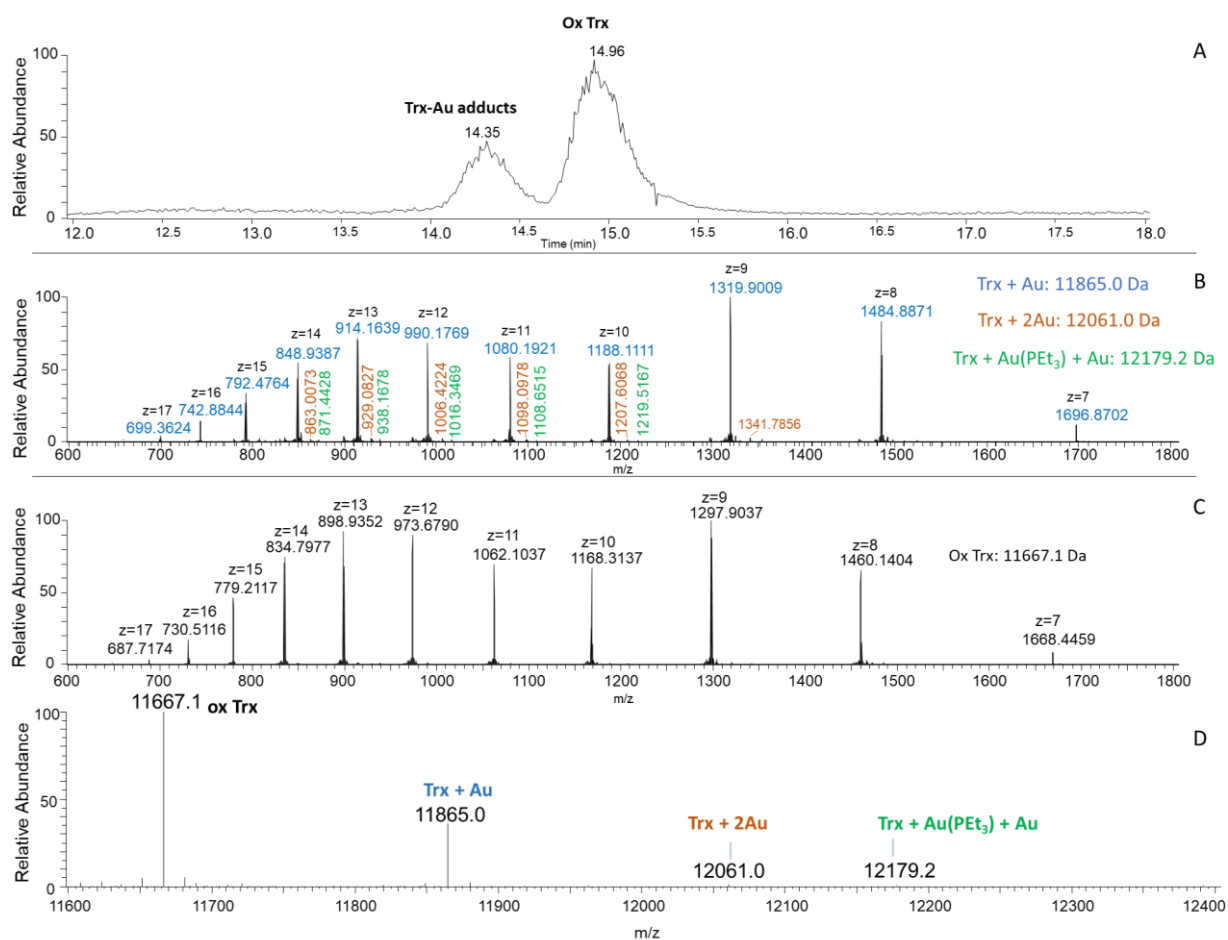 Ox Trx
A
14.96
Trx-Au adducts
14.35
Relative Abundance
100
50
0
12.0 12.5 13.0 13.5 14.0 14.5 15.0 15.5 16.0 16.5 17.0 17.5 18.0
Time (min)
B
Relative Abundance
100
50
0
z=17
699.3624
z=16
742.8844
z=15
792.4764
z=14
848.9387
863.0073
871.4428
z=13
914.1639
929.0827
938.1678
z=12
990.1769
1006.4224
1016.3469
z=11
1080.1921
1098.0978
1108.6515
z=10
1188.1111
1207.6068
1219.5167
z=9
1319.9009
1341.7856
z=8
1484.8871
z=7
1696.8702
Trx + Au: 11865.0 Da
Trx + 2Au: 12061.0 Da
Trx + Au(PEt₃) + Au: 12179.2 Da
600 700 800 900 1000 1100 1200 1300 1400 1500 1600 1700 1800
m/z
C
Relative Abundance
100
50
0
z=17
687.7174
z=16
730.5116
z=15
779.2117
z=14
834.7977
z=13
898.9352
z=12
973.6790
z=11
1062.1037
z=10
1168.3137
z=9
1297.9037
z=8
1460.1404
z=7
1668.4459
Ox Trx: 11667.1 Da
600 700 800 900 1000 1100 1200 1300 1400 1500 1600 1700 1800
m/z
D
Relative Abundance
100
50
0
11667.1
ox Trx
Trx + Au
11865.0
Trx + 2Au
12061.0
Trx + Au(PEt₃) + Au
12179.2
11600 11700 11800 11900 12000 12100 12200 12300 12400
m/z